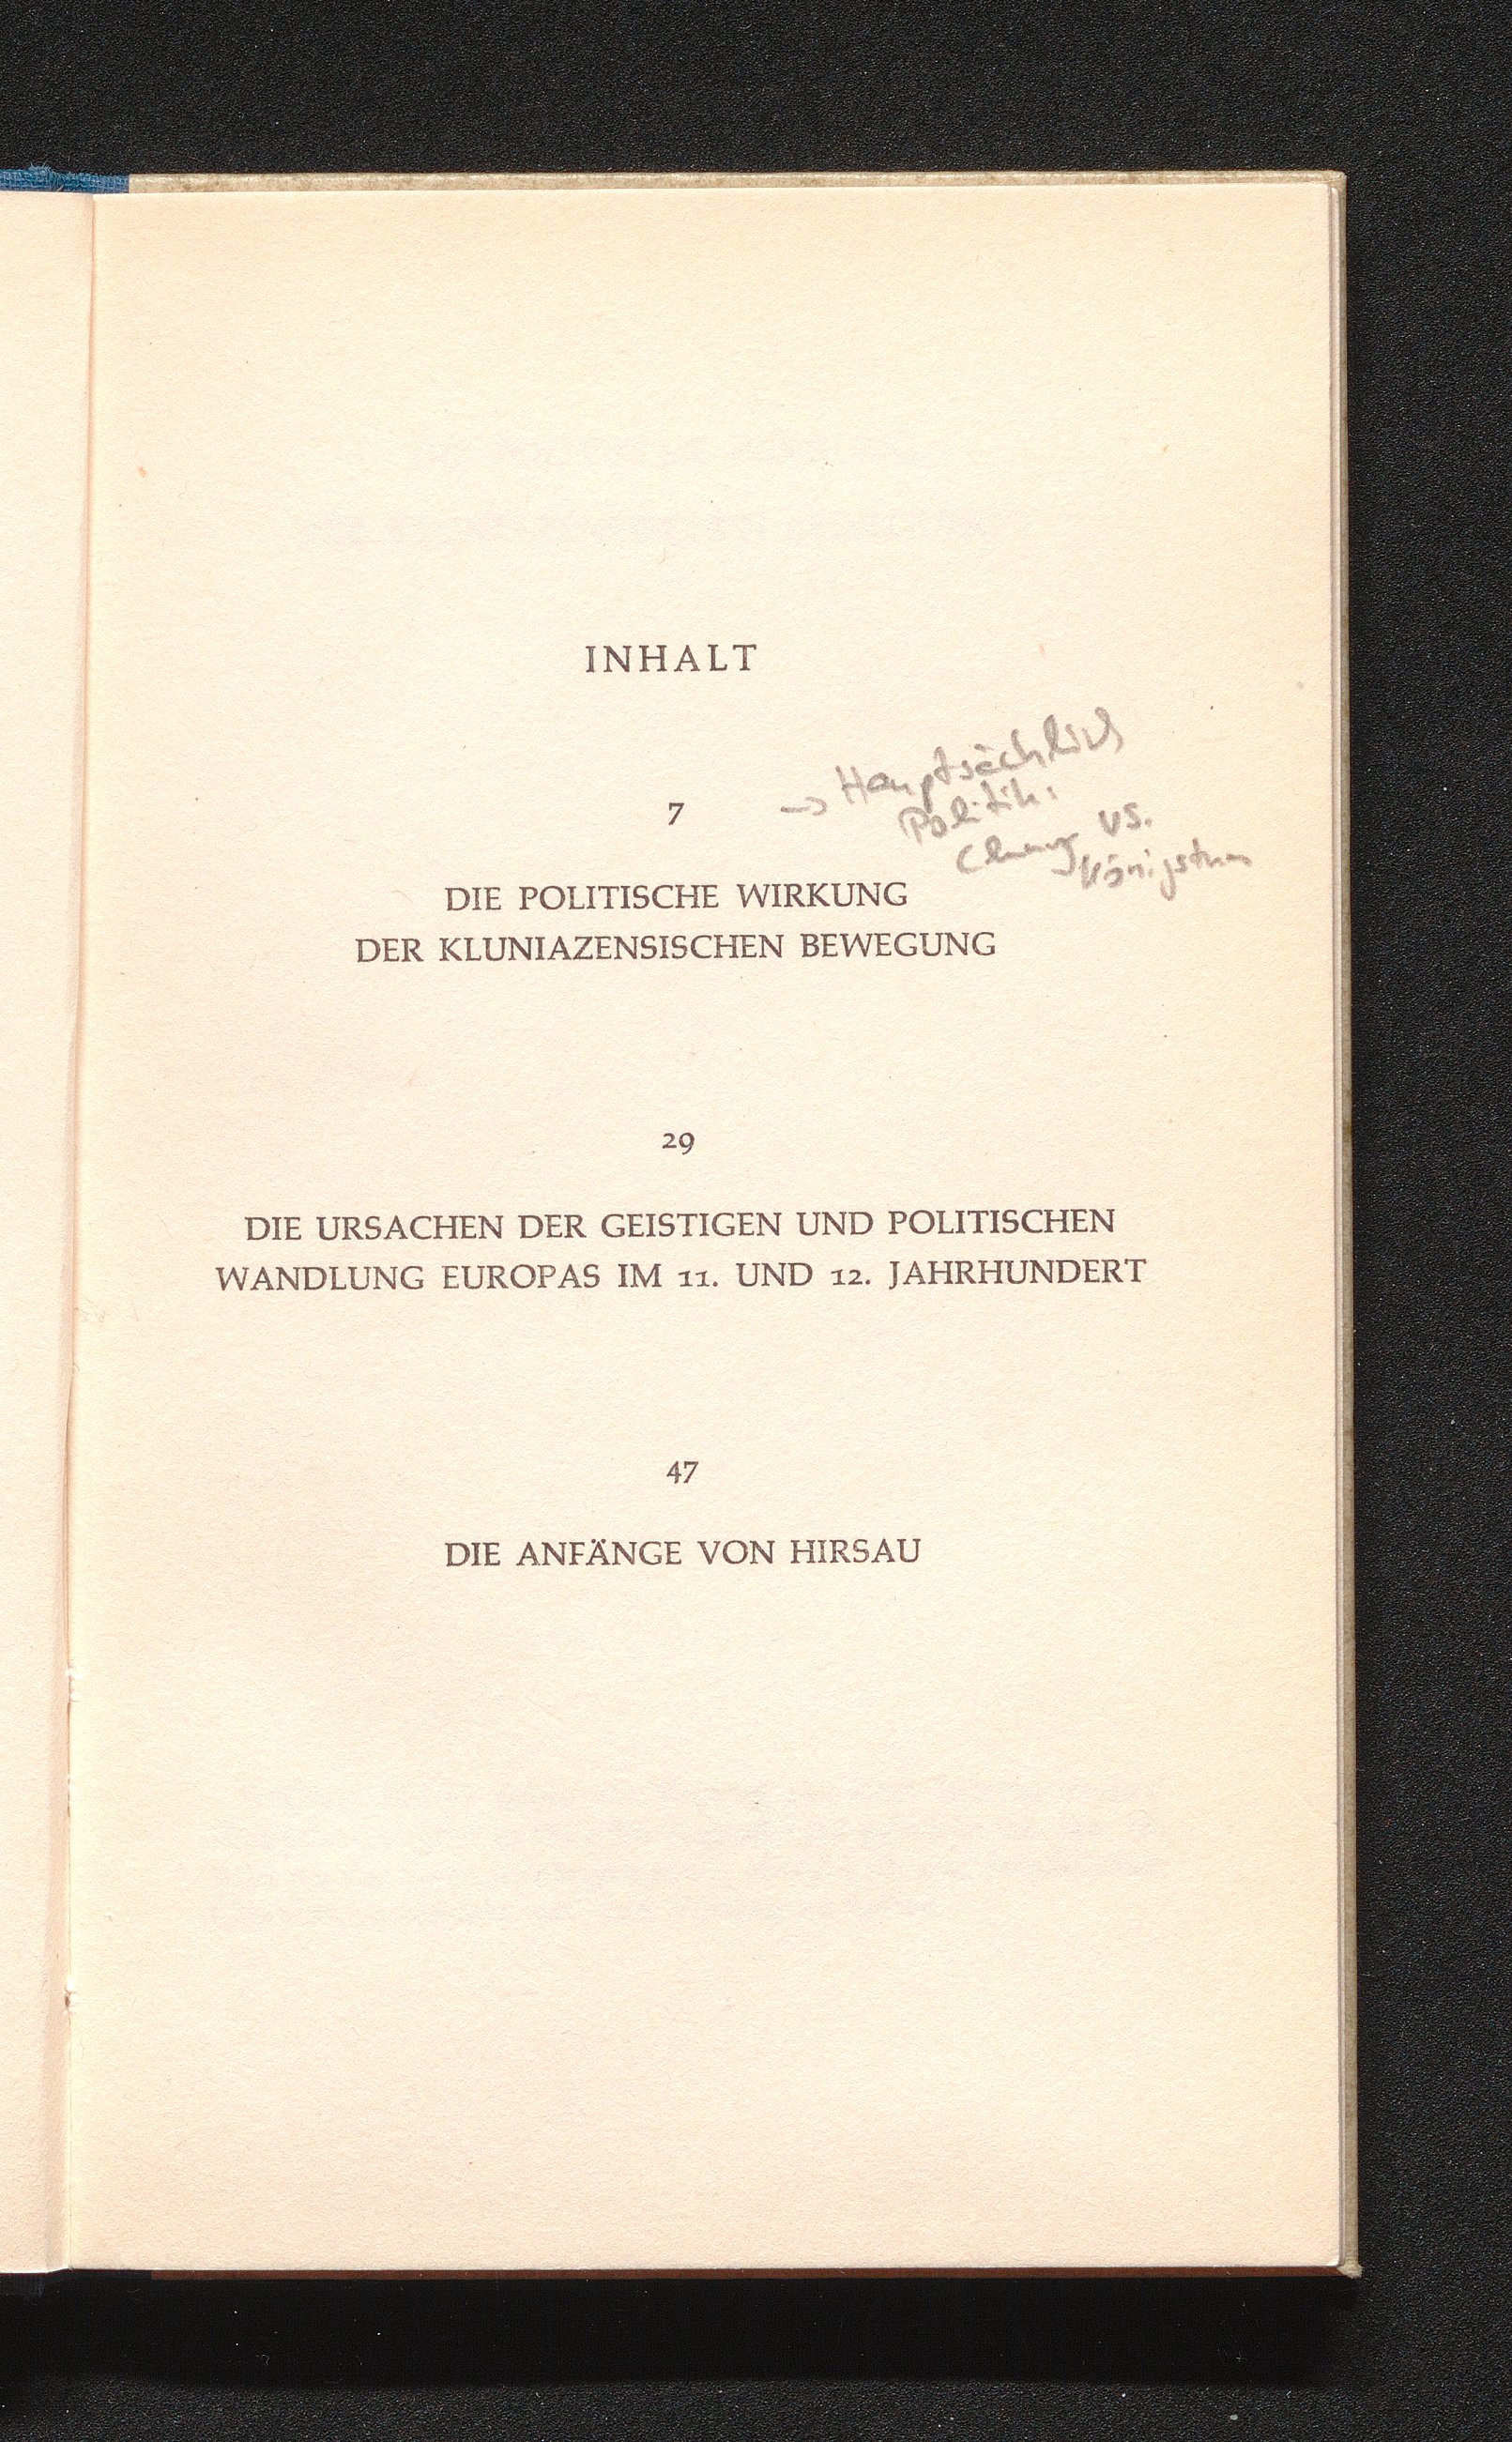 INHALT
→ Hauptsächlich
Politik:
Cluny vs.
Königstum
7
DIE POLITISCHE WIRKUNG
DER KLUNIAZENSISCHEN BEWEGUNG
29
DIE URSACHEN DER GEISTIGEN UND POLITISCHEN
WANDLUNG EUROPAS IM 11. UND 12. JAHRHUNDERT
47
DIE ANFÄNGE VON HIRSAU